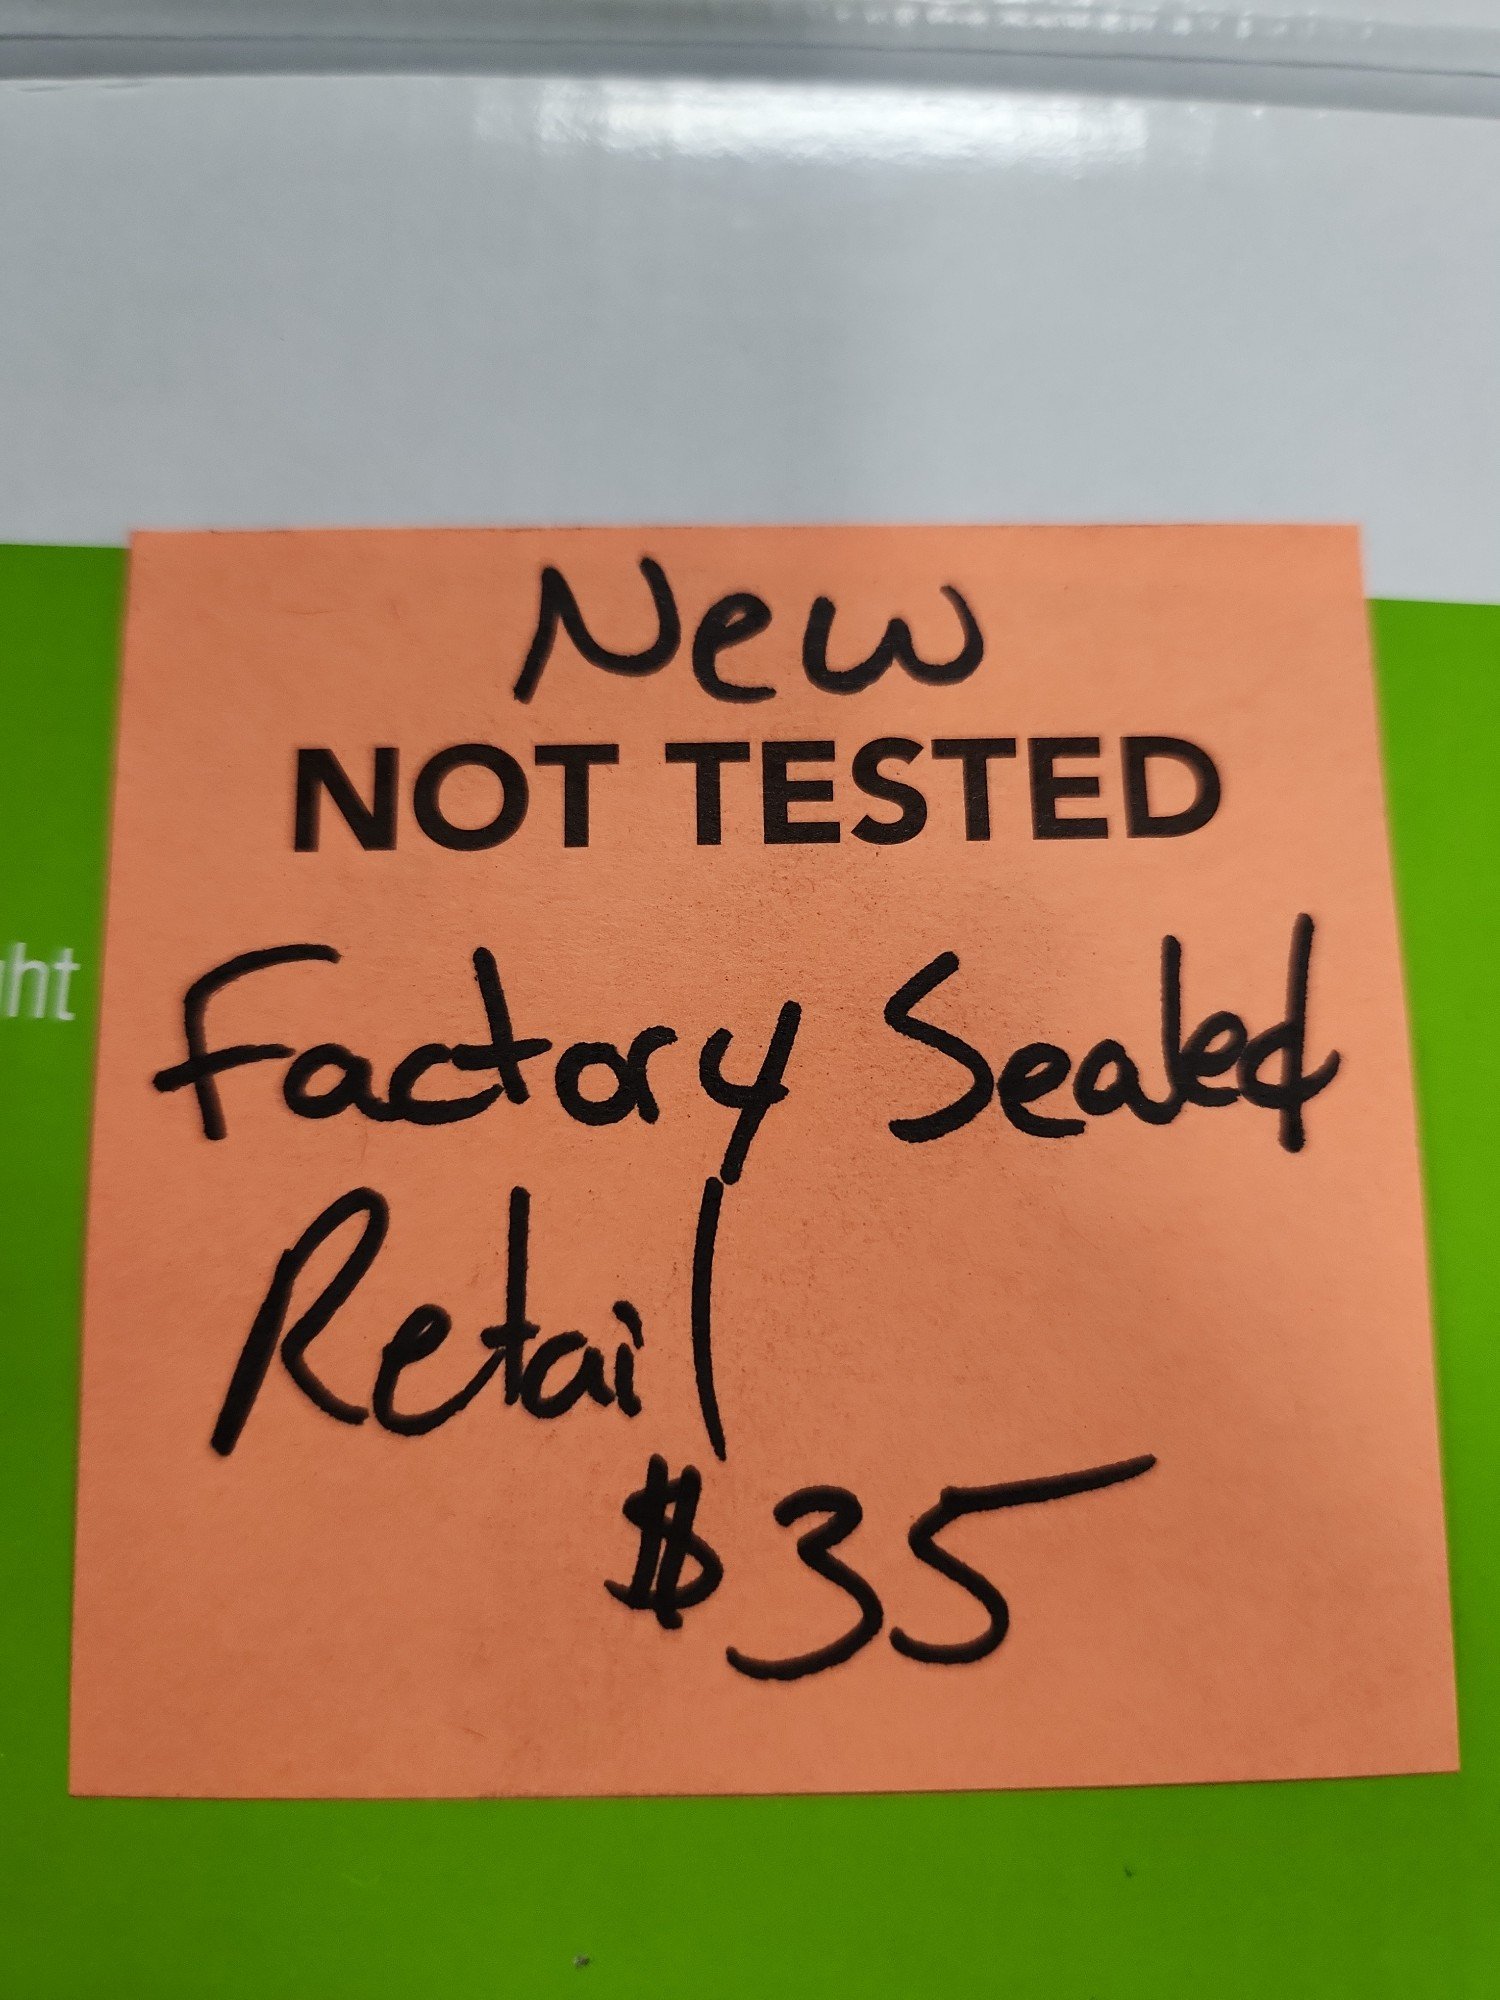 New
NOT TESTED
Factory Sealed
Retail
$35